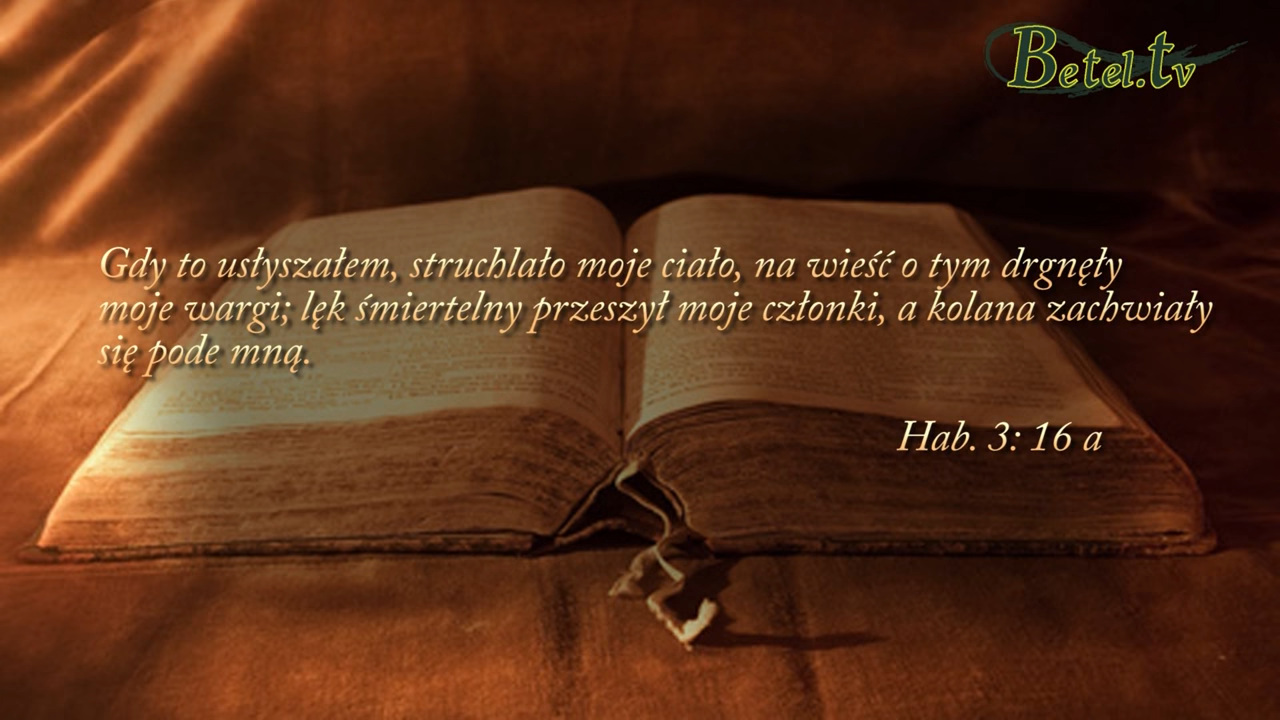 Betel.tv
Gdy to usłyszałem, struchlało moje ciało, na wieść o tym drgnęły
moje wargi; lęk śmiertelny przeszył moje członki, a kolana zachwiały
się pode mną.
Hab. 3: 16 a